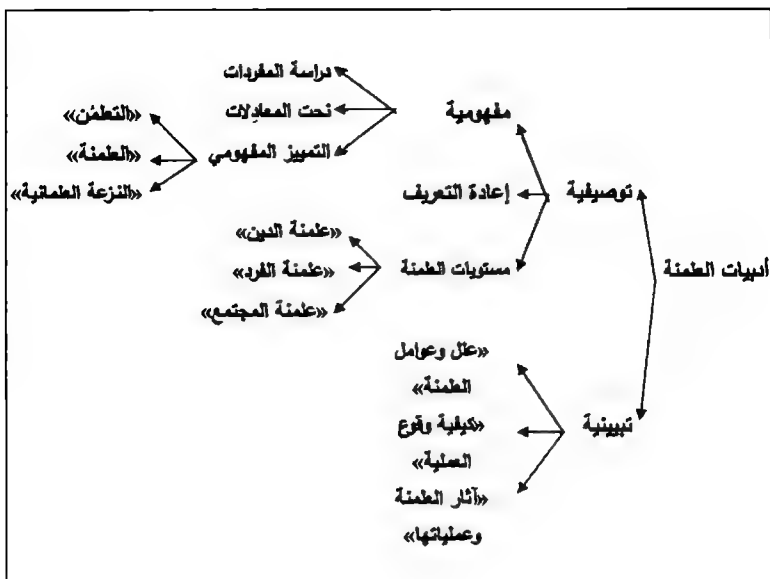 أدبيات العلمنة
توصيفية
مفهومية
دراسة المفردات
نحت المعادلات
التمييز المفهومي
«التعلمُن»
«العلمنة»
«النزعة العلمانية»
إعادة التعريف
مستويات العلمنة
«علمنة الدين»
«علمنة الفرد»
«علمنة المجتمع»
تبيينية
«علل وعوامل
العلمنة»
«كيفية وقوع
العملية»
«آثار العلمنة
وعملياتها»